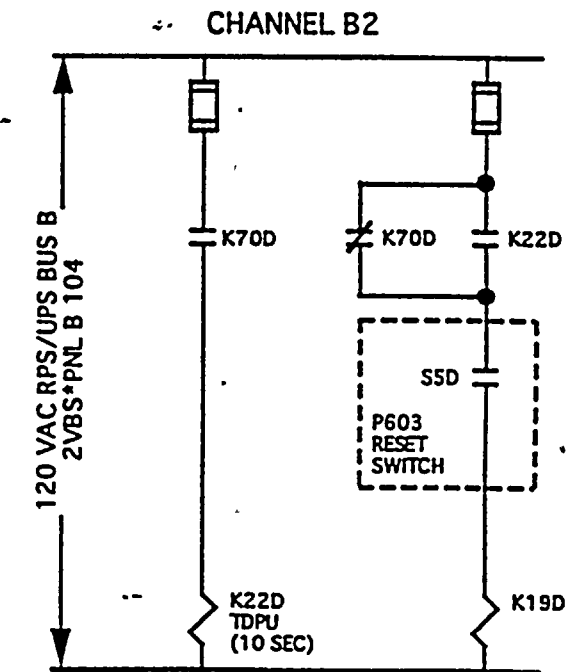 CHANNEL B2
120 VAC RPS/UPS BUS B
2VBS*PNL B 104
K70D
K70D
K22D
S5D
P603
RESET
SWITCH
K22D
TDPU
(10 SEC)
K19D